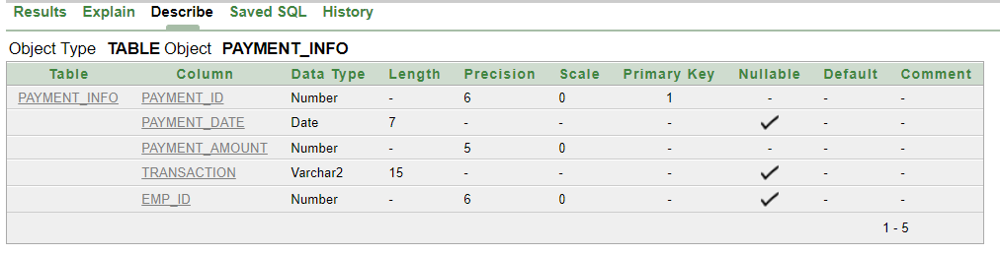 Results Explain Describe Saved SQL History
Object Type TABLE Object PAYMENT_INFO
Table Column Data Type Length Precision Scale Primary Key Nullable Default Comment
PAYMENT_INFO PAYMENT_ID Number - 6 0 1 - - -
PAYMENT_DATE Date 7 - - - - -
PAYMENT_AMOUNT Number - 5 0 - - - -
TRANSACTION Varchar2 15 - - - - -
EMP_ID Number - 6 0 - - -
1 - 5